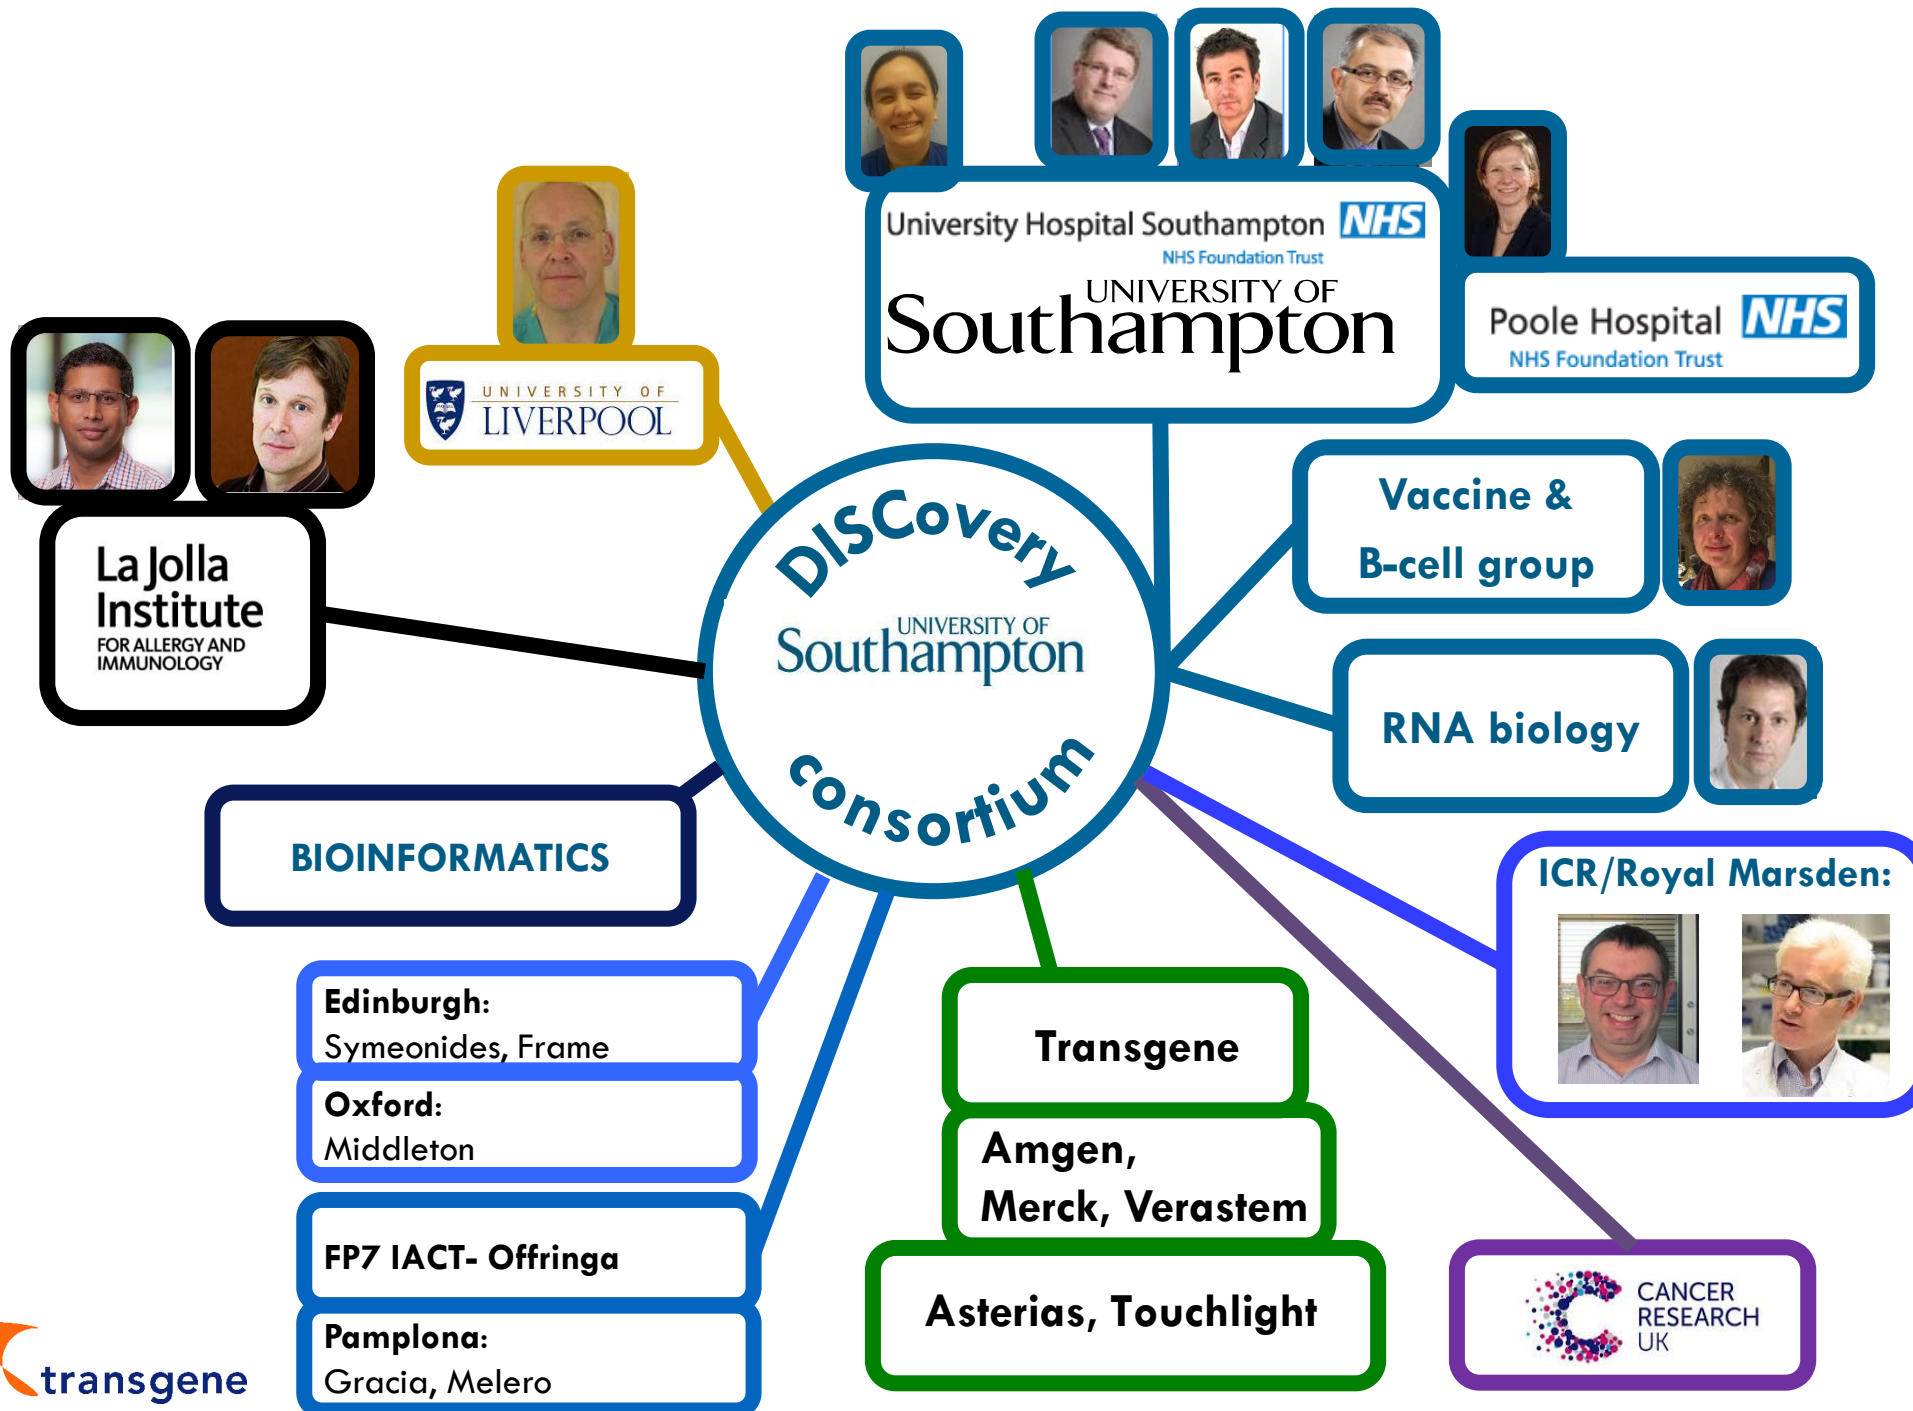 University Hospital Southampton NHS
NHS Foundation Trust
UNIVERSITY OF
Southampton
Poole Hospital NHS
NHS Foundation Trust
UNIVERSITY OF
LIVERPOOL
La Jolla
Institute
FOR ALLERGY AND
IMMUNOLOGY
DISCovery
UNIVERSITY OF
Southampton
consortium
Vaccine &
B-cell group
RNA biology
BIOINFORMATICS
ICR/Royal Marsden:
Edinburgh:
Symeonides, Frame
Oxford:
Middleton
FP7 IACT- Offringa
Pamplona:
Gracia, Melero
Transgene
Amgen,
Merck, Verastem
Asterias, Touchlight
CANCER
RESEARCH
UK
transgene